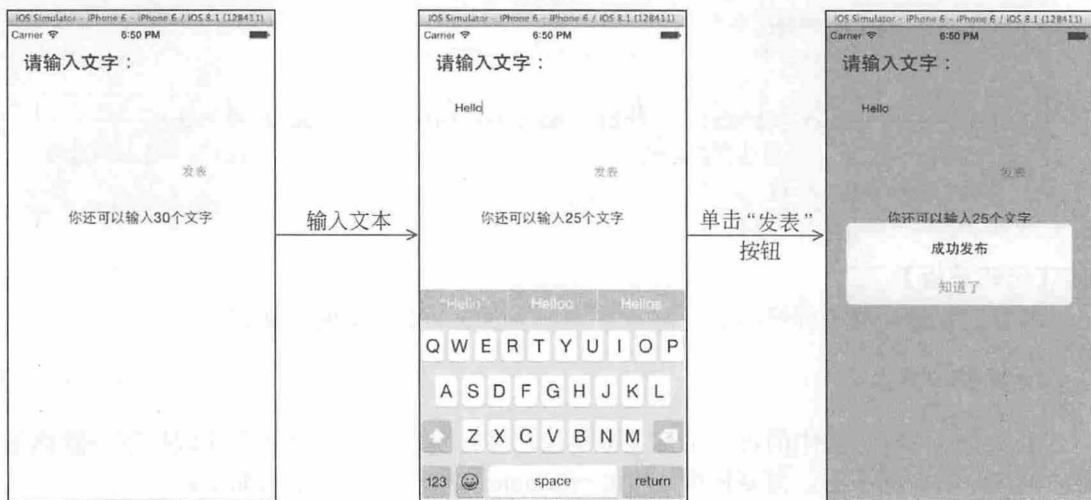 iOS Simulator - iPhone 6 - iPhone 6 / iOS 8.1 (12B411)
Carrier 6:50 PM
请输入文字：
发表
你还可以输入30个文字
输入文本
iOS Simulator - iPhone 6 - iPhone 6 / iOS 8.1 (12B411)
Carrier 6:50 PM
请输入文字：
Hello
发表
你还可以输入25个文字
"Hello" Helloo Hellos
Q W E R T Y U I O P
A S D F G H J K L
Z X C V B N M
123 space return
单击“发表”
按钮
iOS Simulator - iPhone 6 - iPhone 6 / iOS 8.1 (12B411)
Carrier 6:50 PM
请输入文字：
Hello
发表
你还可以输入25个文字
成功发布
知道了